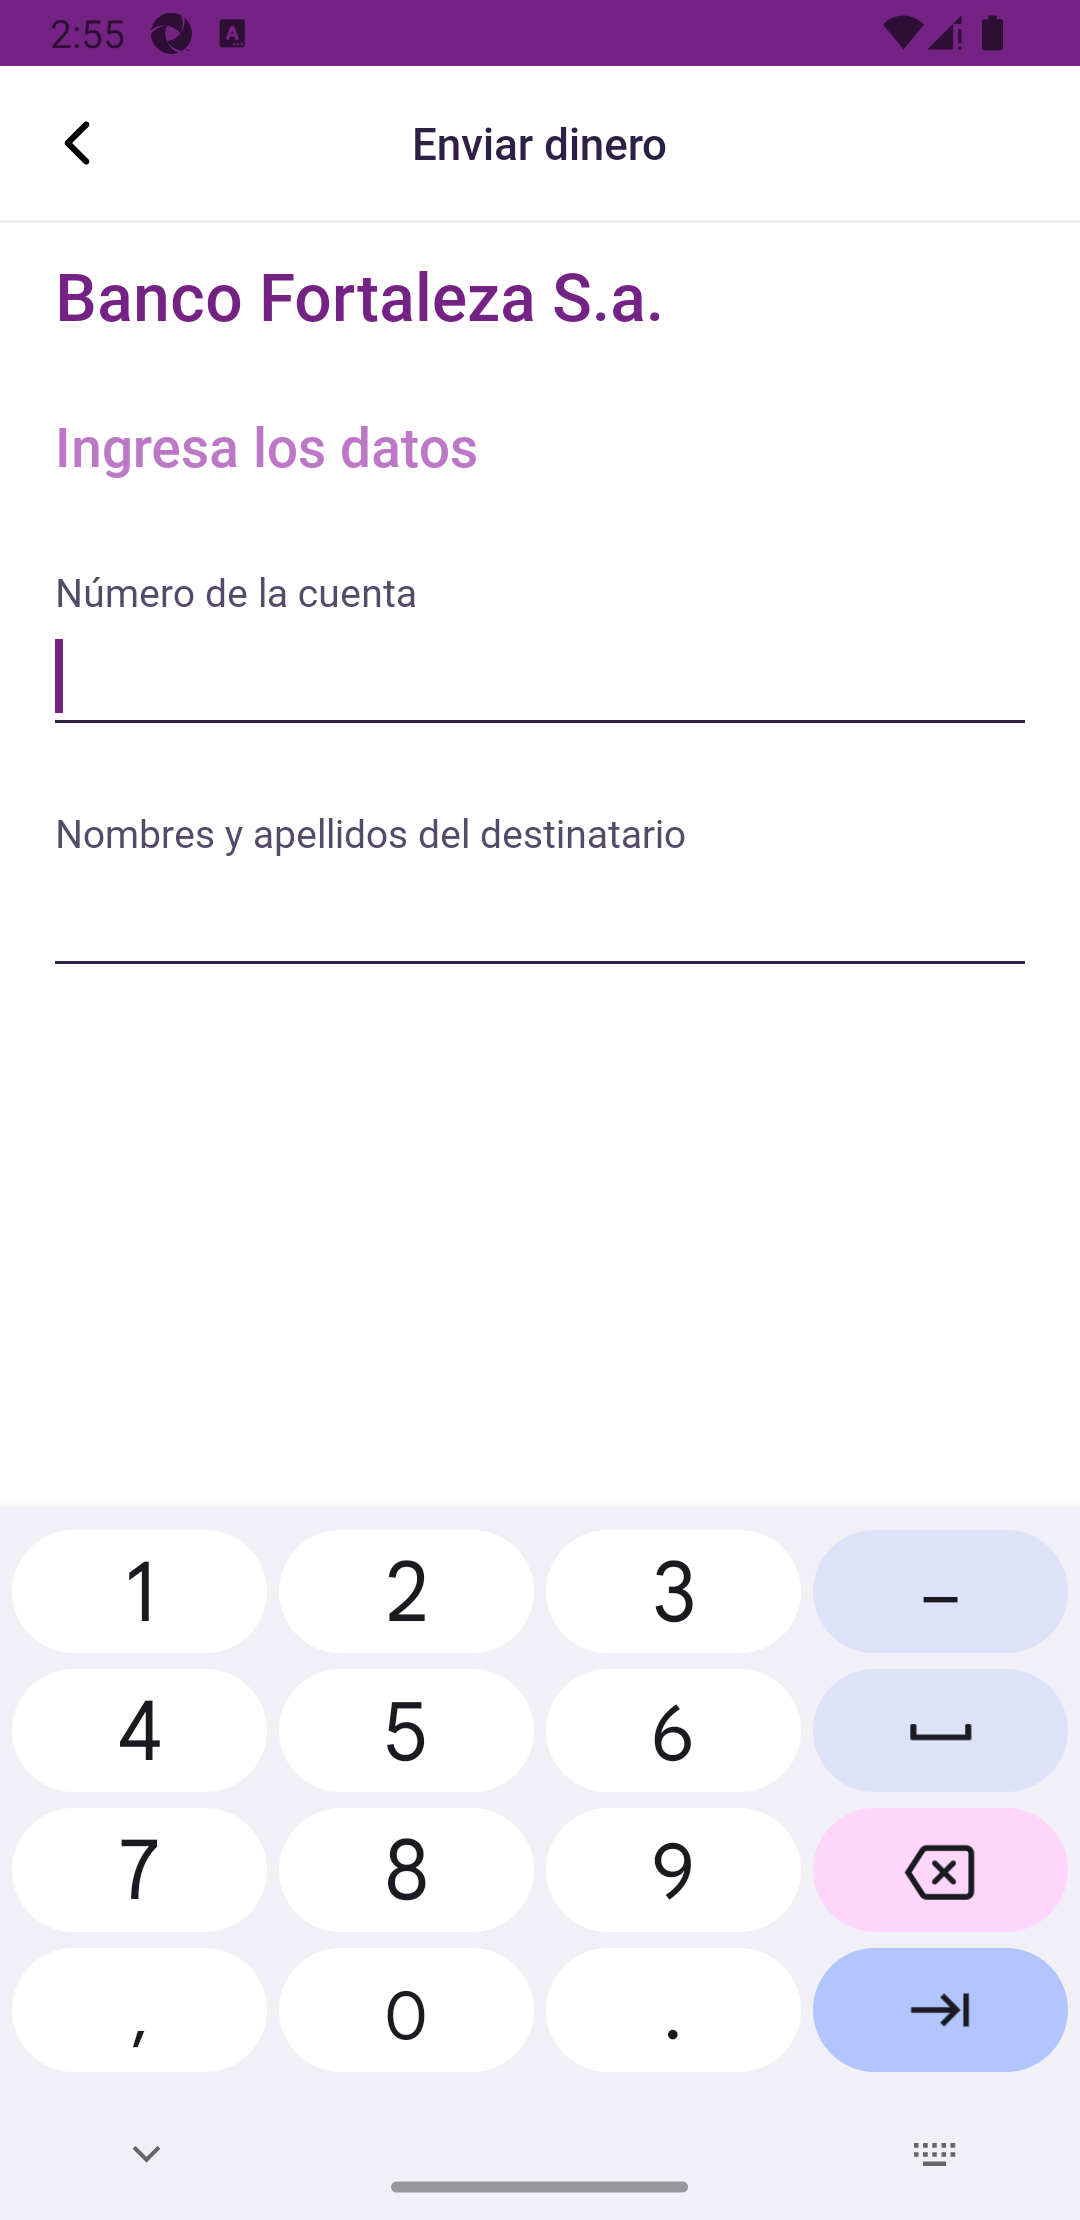 2:55
Enviar dinero
Banco Fortaleza S.a.
Ingresa los datos
Número de la cuenta
Nombres y apellidos del destinatario
1 2 3 –
4 5 6
7 8 9
, 0 .